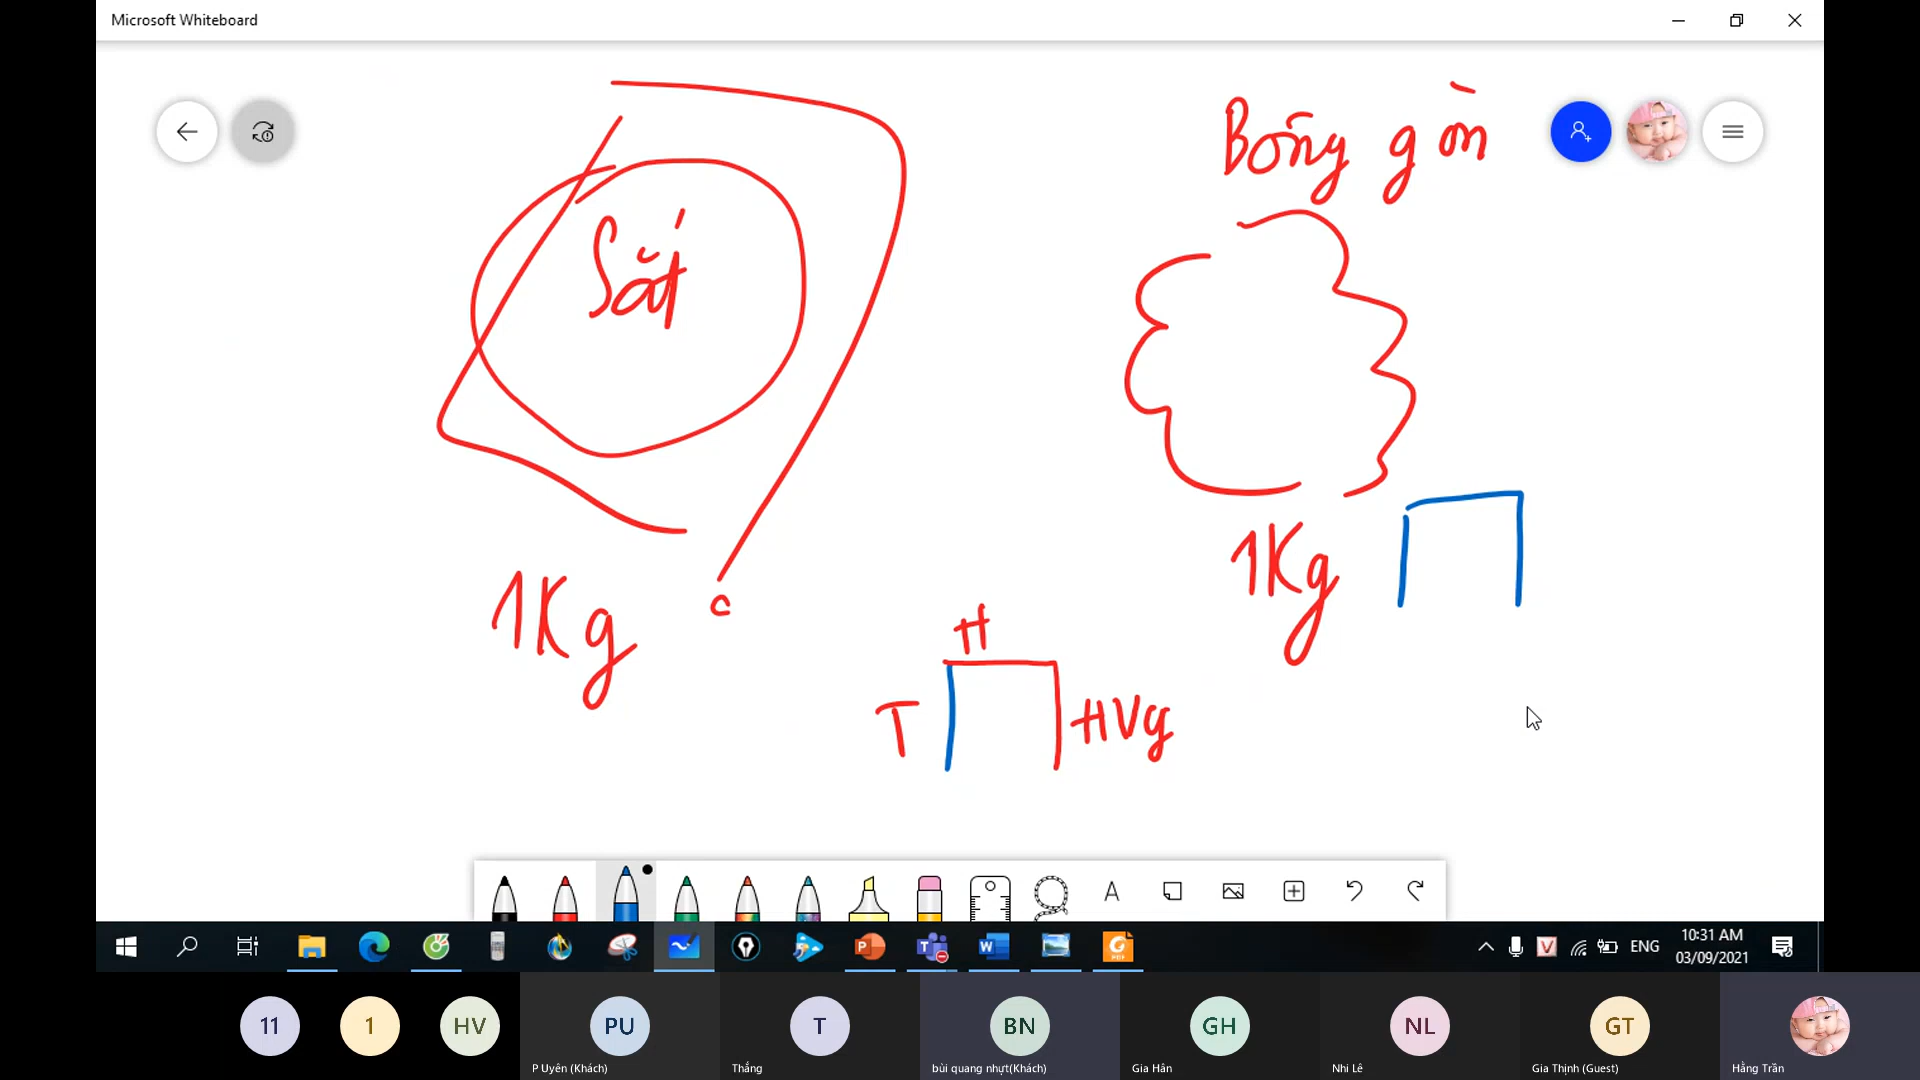 Microsoft Whiteboard
Bông gòn
Sắt
1Kg
1Kg
c
H
T
HVg
A
ENG
10:31 AM
03/09/2021
11
1
HV
PU
P Uyên (Khách)
T
Thắng
BN
bùi quang nhựt(Khách)
GH
Gia Hân
NL
Nhi Lê
GT
Gia Thịnh (Guest)
Hằng Trần